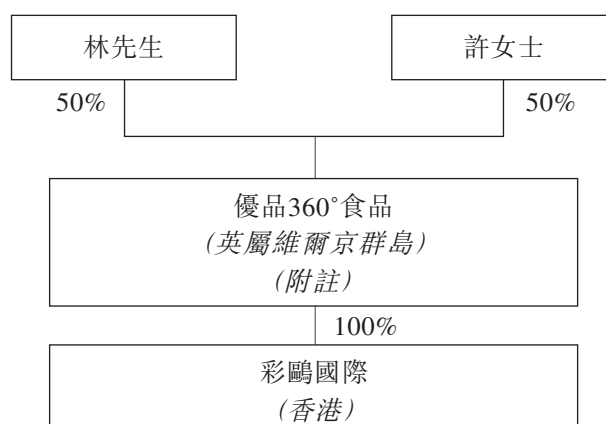 林先生
許女士
50%
50%
優品360°食品
(英屬維爾京群島)
(附註)
100%
彩鷗國際
(香港)